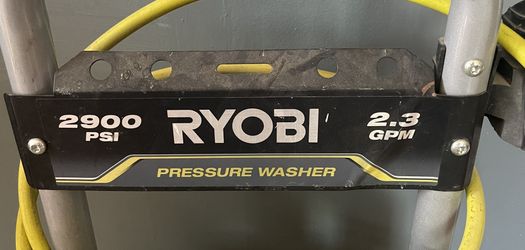 2900 PSI
RYOBI
2.3 GPM
PRESSURE WASHER